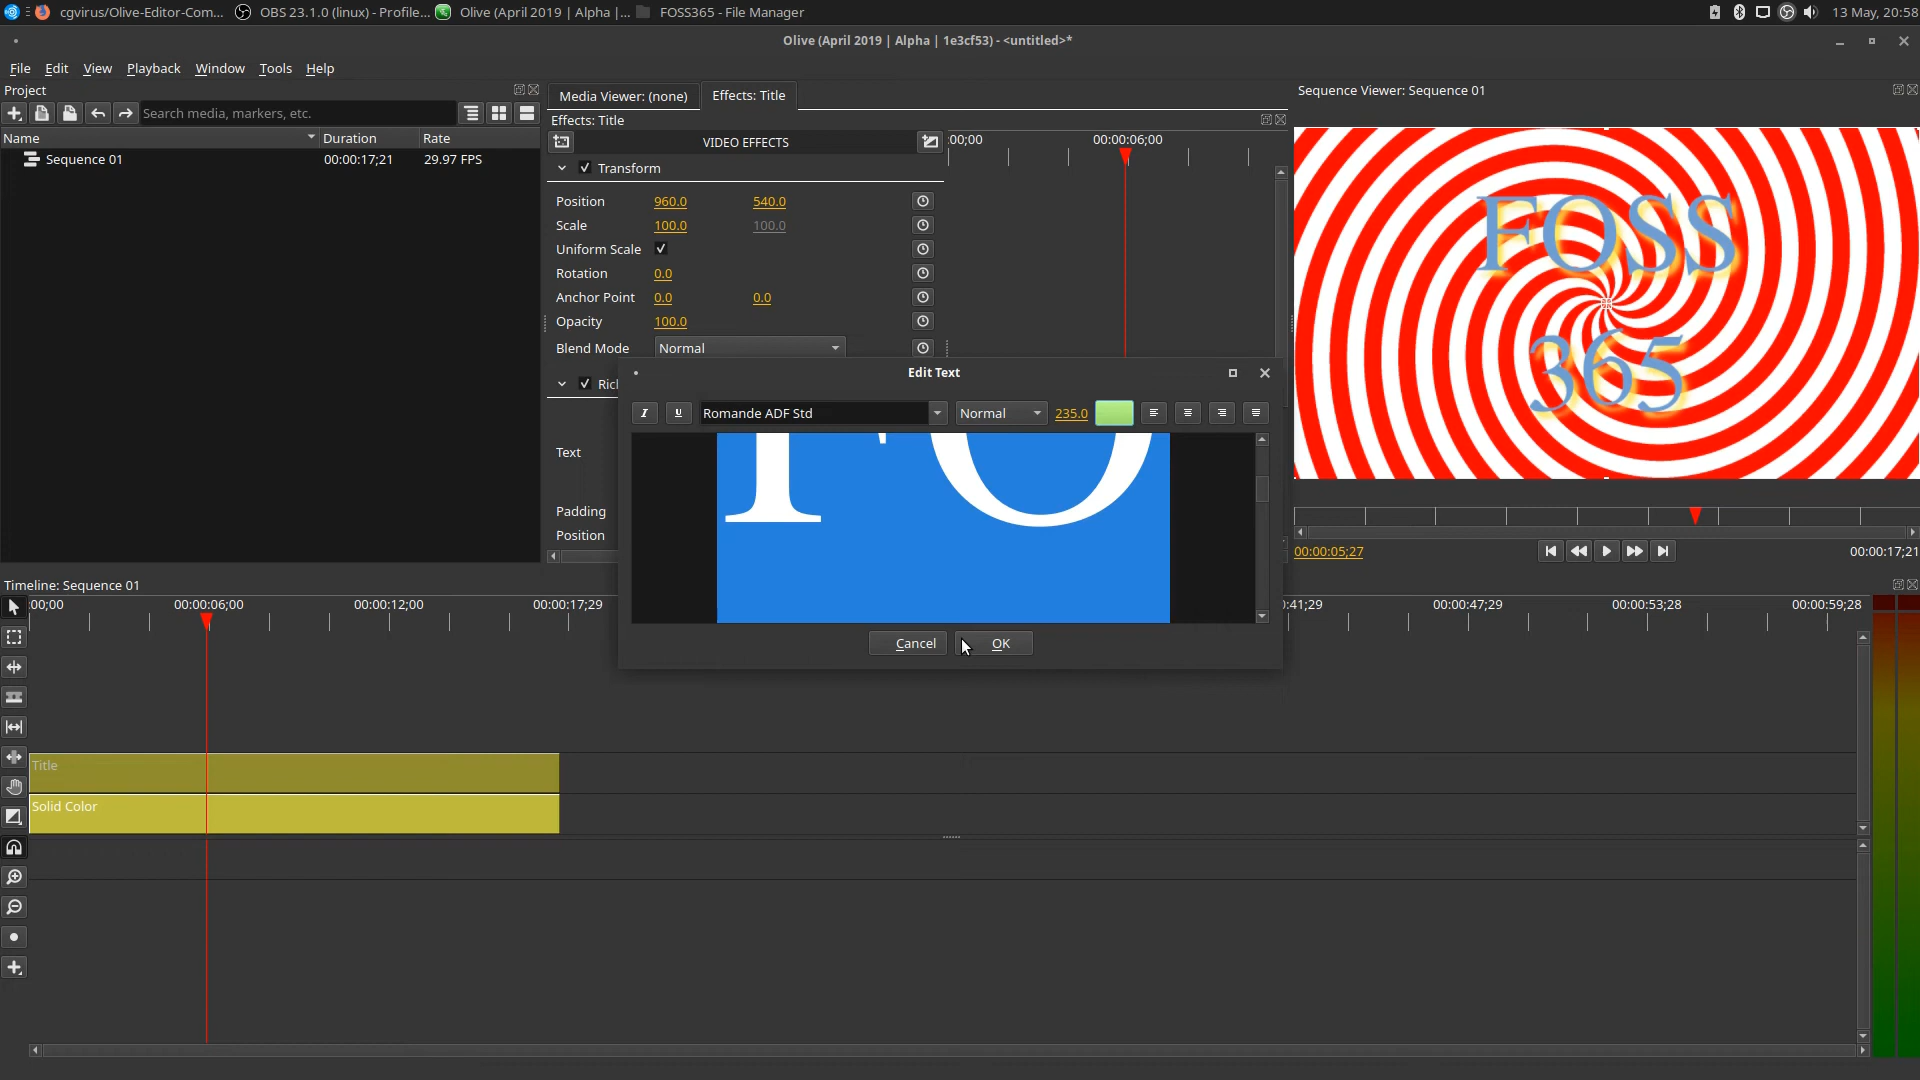 cgvirus/Olive-Editor-Com... OBS 23.1.0 (linux) - Profile... Olive (April 2019 | Alpha |... FOSS365 - File Manager 13 May, 20:58
Olive (April 2019 | Alpha | 1e3cf53) - <untitled>*
File Edit View Playback Window Tools Help
Project
Search media, markers, etc.
Name Duration Rate
Sequence 01 00:00:17;21 29.97 FPS
Media Viewer: (none) Effects: Title
Effects: Title
VIDEO EFFECTS
:00;00 00:00:06;00
Transform
Position 960.0 540.0
Scale 100.0 100.0
Uniform Scale
Rotation 0.0
Anchor Point 0.0 0.0
Opacity 100.0
Blend Mode Normal
Rich
Text
Padding
Position
Sequence Viewer: Sequence 01
FOSS
365
00:00:05;27 00:00:17;21
Edit Text
I U Romande ADF Std Normal 235.0
FO
Cancel OK
Timeline: Sequence 01
:00;00 00:00:06;00 00:00:12;00 00:00:17;29 0:41;29 00:00:47;29 00:00:53;28 00:00:59;28
Title
Solid Color